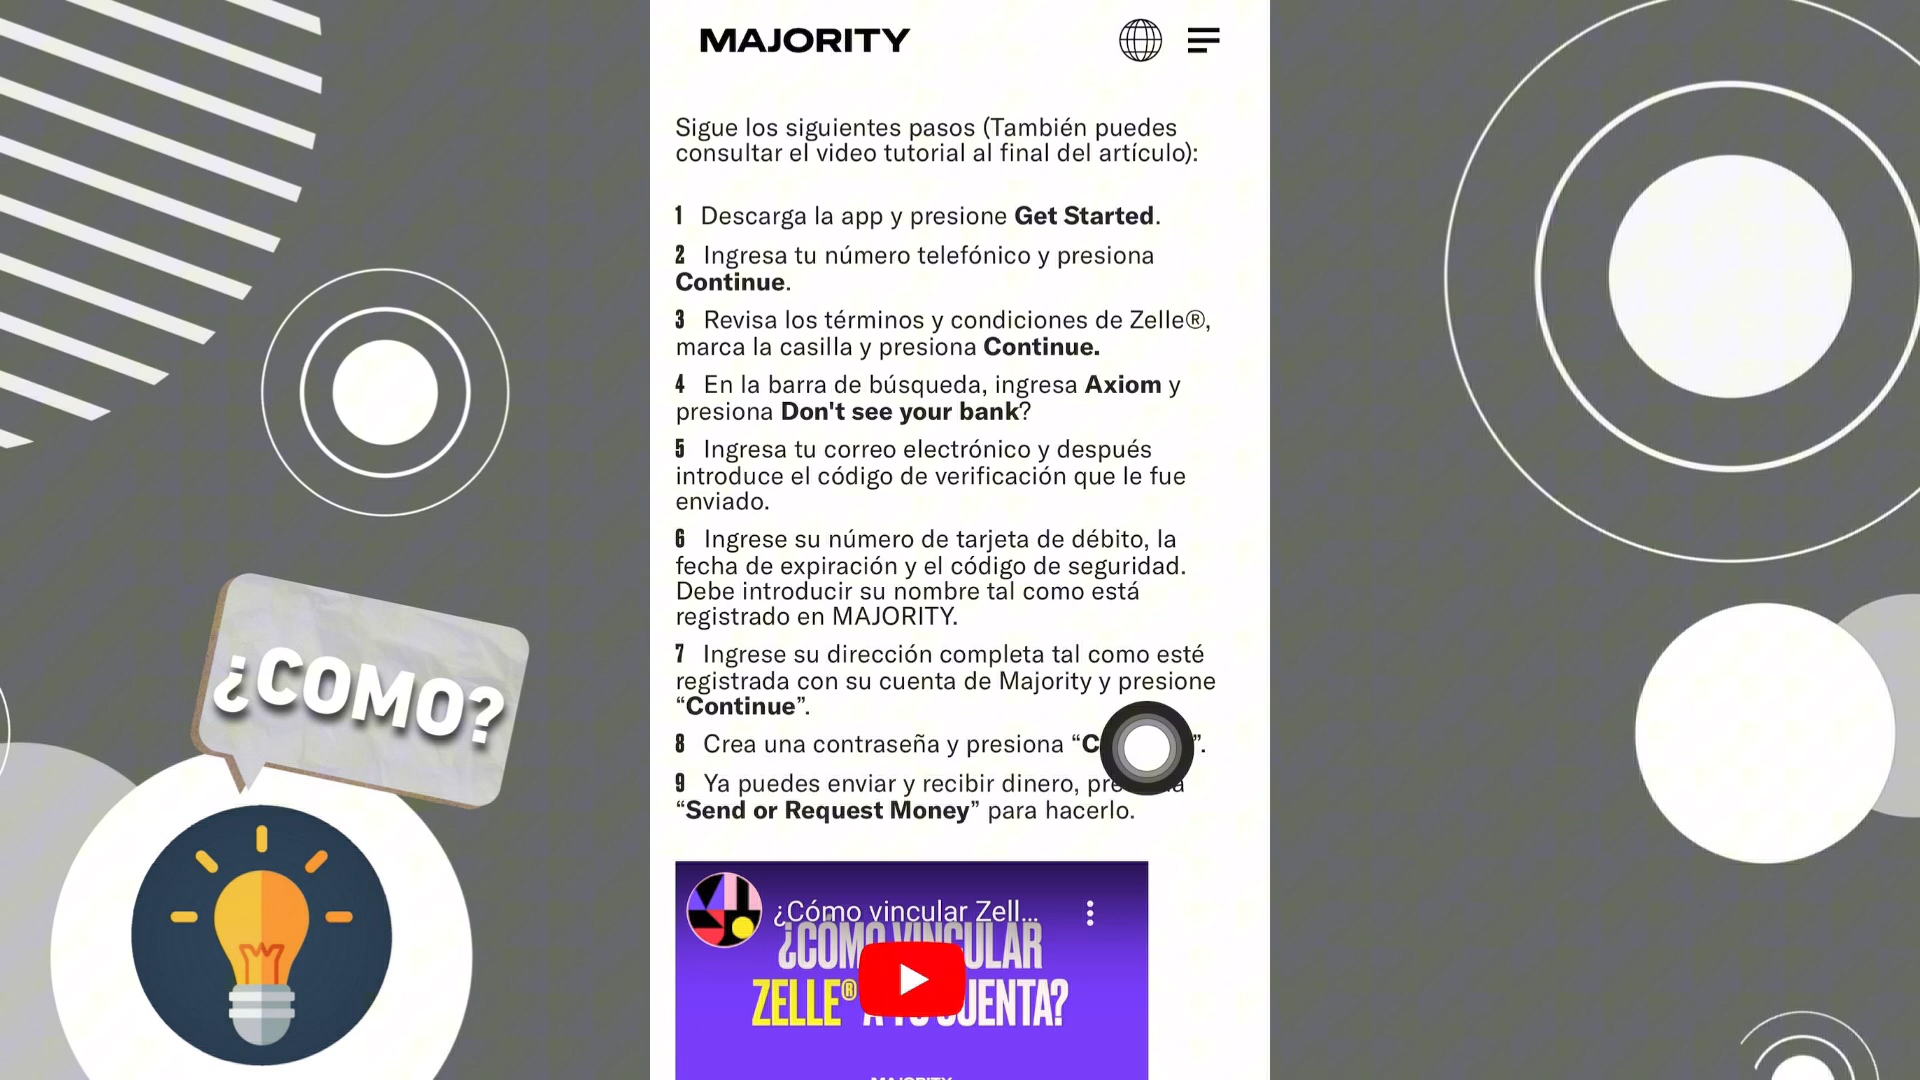 MAJORITY
Sigue los siguientes pasos (También puedes
consultar el video tutorial al final del artículo):
1 Descarga la app y presione Get Started.
2 Ingresa tu número telefónico y presiona
Continue.
3 Revisa los términos y condiciones de Zelle®,
marca la casilla y presiona Continue.
4 En la barra de búsqueda, ingresa Axiom y
presiona Don't see your bank?
5 Ingresa tu correo electrónico y después
introduce el código de verificación que le fue
enviado.
6 Ingrese su número de tarjeta de débito, la
fecha de expiración y el código de seguridad.
Debe introducir su nombre tal como está
registrado en MAJORITY.
7 Ingrese su dirección completa tal como esté
registrada con su cuenta de Majority y presione
“Continue”.
8 Crea una contraseña y presiona “
”.
9 Ya puedes enviar y recibir dinero,
“Send or Request Money” para hacerlo.
¿Cómo vincular Zell...
¿CÓMO VINCULAR
ZELLE® A TU CUENTA?
¿COMO?